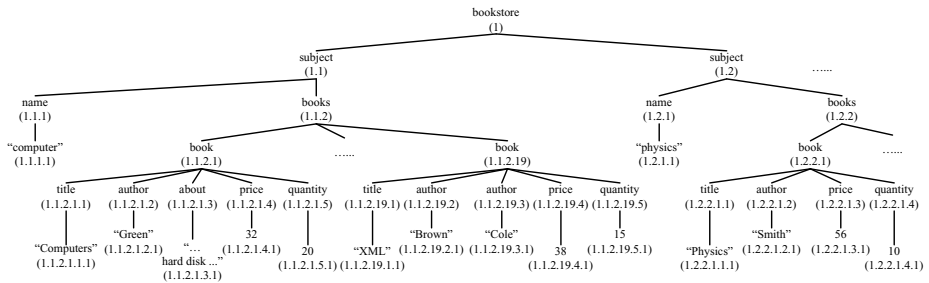 bookstore
(1)
subject
(1.1)
subject
(1.2)
…...
name
(1.1.1)
books
(1.1.2)
name
(1.2.1)
books
(1.2.2)
“computer”
(1.1.1.1)
book
(1.1.2.1)
…...
book
(1.1.2.19)
“physics”
(1.2.1.1)
book
(1.2.2.1)
…...
title author about price quantity title author author price quantity title author price quantity
(1.1.2.1.1) (1.1.2.1.2) (1.1.2.1.3) (1.1.2.1.4) (1.1.2.1.5) (1.1.2.19.1) (1.1.2.19.2) (1.1.2.19.3) (1.1.2.19.4) (1.1.2.19.5) (1.2.2.1.1) (1.2.2.1.2) (1.2.2.1.3) (1.2.2.1.4)
“Computers”
(1.1.2.1.1.1)
“Green”
(1.1.2.1.2.1)
“…
hard disk ...”
(1.1.2.1.3.1)
32
(1.1.2.1.4.1)
20
(1.1.2.1.5.1)
“XML”
(1.1.2.19.1.1)
“Brown”
(1.1.2.19.2.1)
“Cole”
(1.1.2.19.3.1)
38
(1.1.2.19.4.1)
15
(1.1.2.19.5.1)
“Physics”
(1.2.2.1.1.1)
“Smith”
(1.2.2.1.2.1)
56
(1.2.2.1.3.1)
10
(1.2.2.1.4.1)